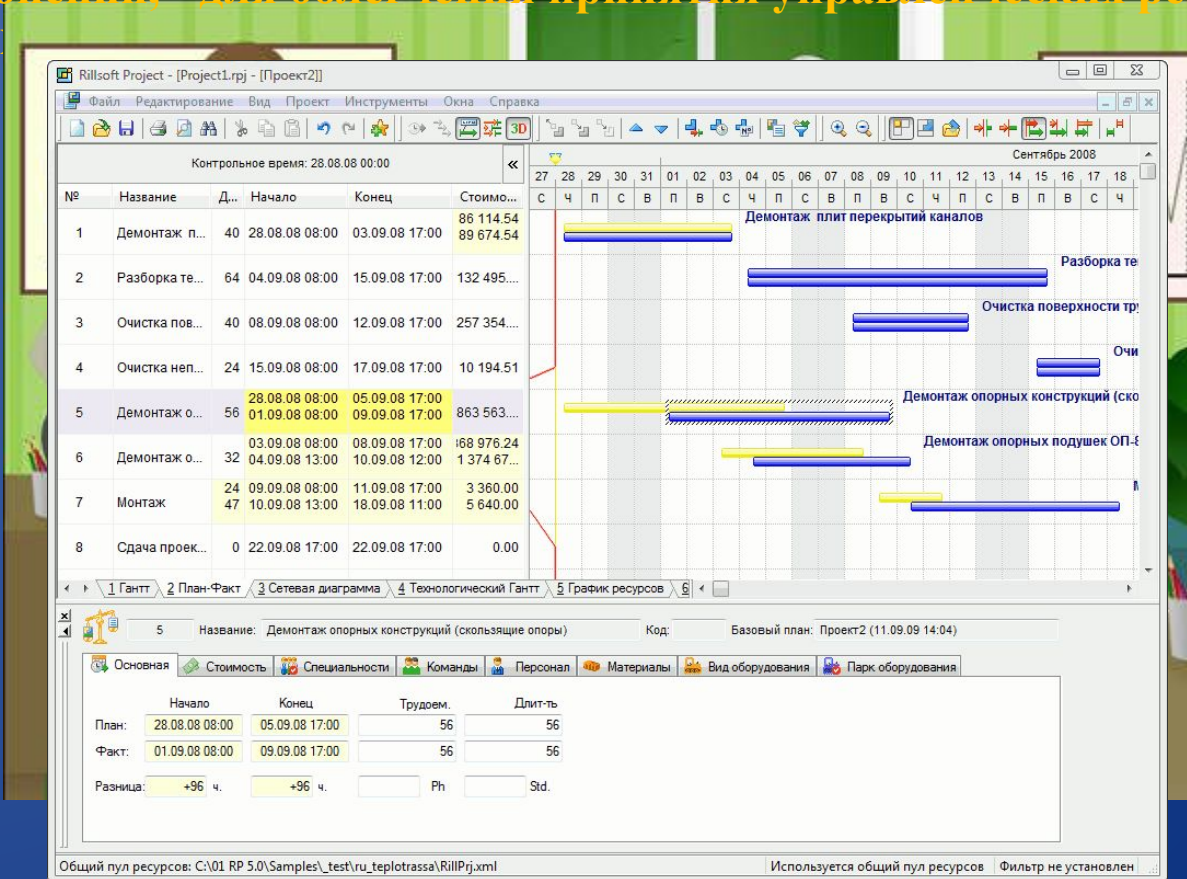 для облегчения принятия управленческих
Rillsoft Project - [Project1.rpj - [Проект2]]
Файл Редактирование Вид Проект Инструменты Окна Справка
3D
Контрольное время: 28.08.08 00:00 «
Сентябрь 2008
27 28 29 30 31 01 02 03 04 05 06 07 08 09 10 11 12 13 14 15 16 17 18
№ Название Д... Начало Конец Стоимо...
С Ч П С В П В С Ч П С В П В С Ч П С В П В С Ч
1 Демонтаж п... 40 28.08.08 08:00 03.09.08 17:00 86 114.54
89 674.54
Демонтаж плит перекрытий каналов
2 Разборка те... 64 04.09.08 08:00 15.09.08 17:00 132 495....
Разборка те
3 Очистка пов... 40 08.09.08 08:00 12.09.08 17:00 257 354....
Очистка поверхности тру
4 Очистка неп... 24 15.09.08 08:00 17.09.08 17:00 10 194.51
Очи
28.08.08 08:00 05.09.08 17:00
5 Демонтаж о... 56 01.09.08 08:00 09.09.08 17:00 863 563....
Демонтаж опорных конструкций (ско
03.09.08 08:00 08.09.08 17:00 368 976.24
6 Демонтаж о... 32 04.09.08 13:00 10.09.08 12:00 1 374 67...
Демонтаж опорных подушек ОП-8
24 09.09.08 08:00 11.09.08 17:00 3 360.00
7 Монтаж 47 10.09.08 13:00 18.09.08 11:00 5 640.00
8 Сдача проек... 0 22.09.08 17:00 22.09.08 17:00 0.00
1 Гантт 2 План-Факт 3 Сетевая диаграмма 4 Технологический Гантт 5 График ресурсов 6
5 Название: Демонтаж опорных конструкций (скользящие опоры) Код: Базовый план: Проект2 (11.09.09 14:04)
Основная Стоимость Специальности Команды Персонал Материалы Вид оборудования Парк оборудования
Начало Конец Трудоем. Длит-ть
План: 28.08.08 08:00 05.09.08 17:00 56 56
Факт: 01.09.08 08:00 09.09.08 17:00 56 56
Разница: +96 ч. +96 ч. Ph Std.
Общий пул ресурсов: C:\01 RP 5.0\Samples\_test\ru_teplotrassa\RillPrj.xml Используется общий пул ресурсов Фильтр не установлен